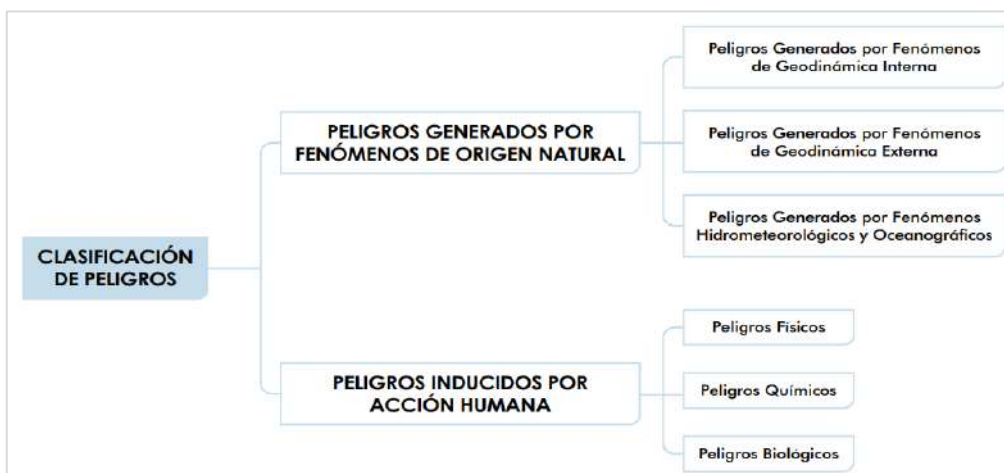 CLASIFICACIÓN
DE PELIGROS
PELIGROS GENERADOS POR
FENÓMENOS DE ORIGEN NATURAL
Peligros Generados por Fenómenos
de Geodinámica Interna
Peligros Generados por Fenómenos
de Geodinámica Externa
Peligros Generados por Fenómenos
Hidrometeorológicos y Oceanográficos
PELIGROS INDUCIDOS POR
ACCIÓN HUMANA
Peligros Físicos
Peligros Químicos
Peligros Biológicos